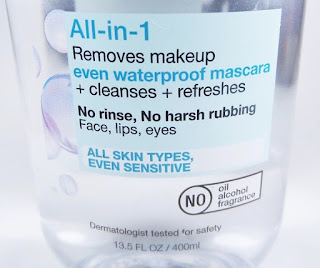 All-in-1
Removes makeup
even waterproof mascara
+ cleanses + refreshes
No rinse, No harsh rubbing
Face, lips, eyes
ALL SKIN TYPES,
EVEN SENSITIVE
NO
oil
alcohol
fragrance
Dermatologist tested for safety
13.5 FL OZ / 400ml